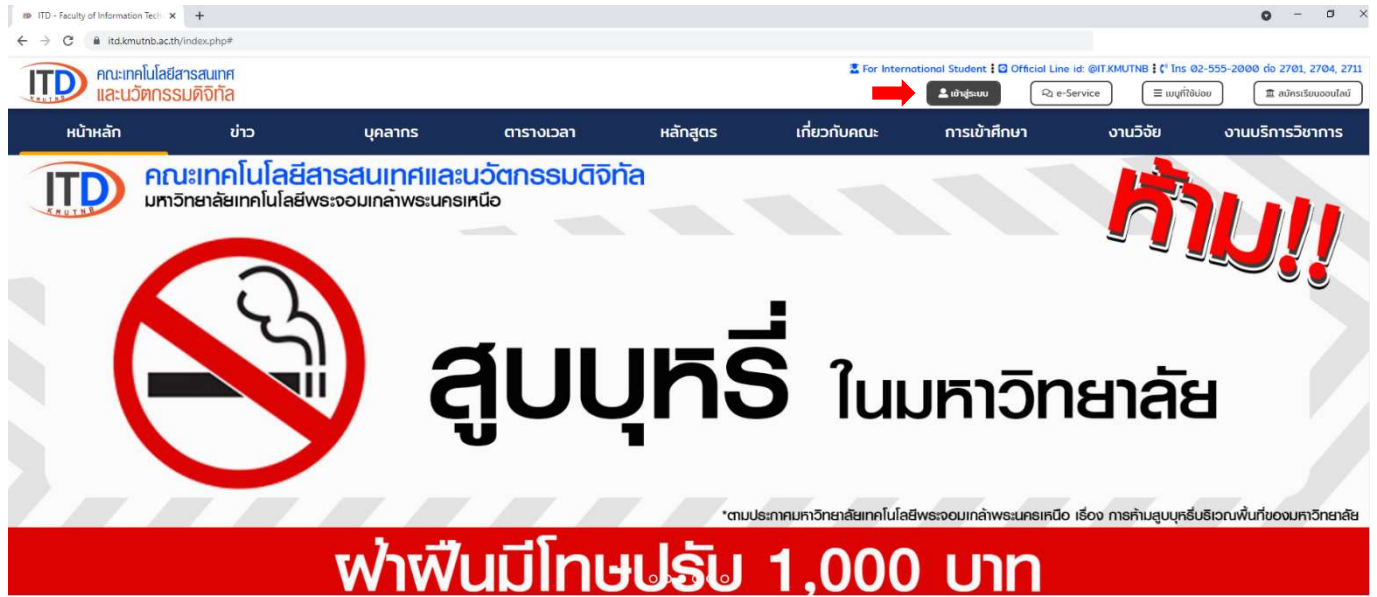 ITD - Faculty of Information Tech
itd.kmutnb.ac.th/index.php#
ITD
KMUTNB
คณะเทคโนโลยีสารสนเทศ
และนวัตกรรมดิจิทัล
For International Student Official Line id: @IT.KMUTNB โทร 02-555-2000 ต่อ 2701, 2704, 2711
เข้าสู่ระบบ e-Service เมนูที่ใช้บ่อย สมัครเรียนออนไลน์
หน้าหลัก ข่าว บุคลากร ตารางเวลา หลักสูตร เกี่ยวกับคณะ การเข้าศึกษา งานวิจัย งานบริการวิชาการ
ITD
KMUTNB
คณะเทคโนโลยีสารสนเทศและนวัตกรรมดิจิทัล
มหาวิทยาลัยเทคโนโลยีพระจอมเกล้าพระนครเหนือ
ห้าม!!
สูบบุหรี่ ในมหาวิทยาลัย
*ตามประกาศมหาวิทยาลัยเทคโนโลยีพระจอมเกล้าพระนครเหนือ เรื่อง การห้ามสูบบุหรี่บริเวณพื้นที่ของมหาวิทยาลัย
ฝ่าฝืนมีโทษปรับ 1,000 บาท